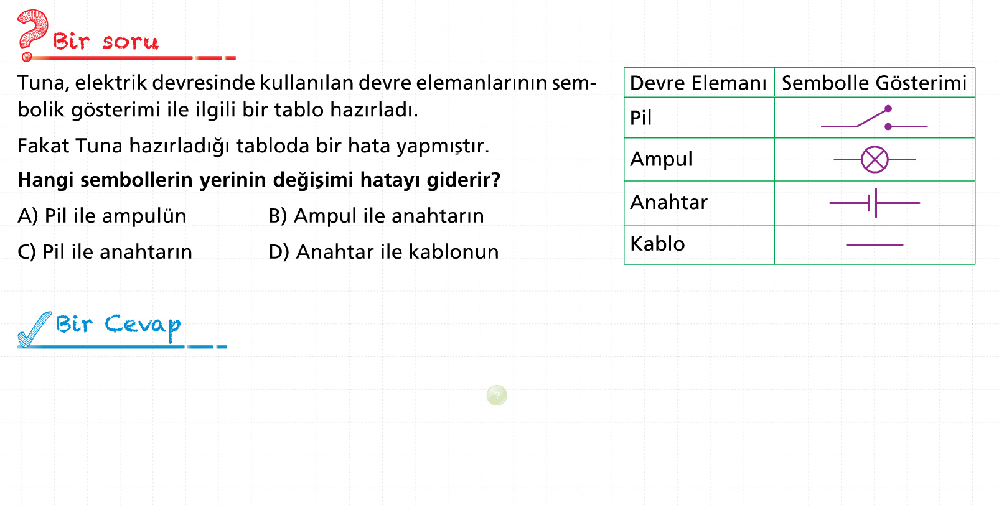 Bir soru
Tuna, elektrik devresinde kullanılan devre elemanlarının sem-
bolik gösterimi ile ilgili bir tablo hazırladı.
Fakat Tuna hazırladığı tabloda bir hata yapmıştır.
Hangi sembollerin yerinin değişimi hatayı giderir?
A) Pil ile ampulün B) Ampul ile anahtarın
C) Pil ile anahtarın D) Anahtar ile kablonun
Devre Elemanı Sembolle Gösterimi
Pil
Ampul
Anahtar
Kablo
Bir Cevap
?